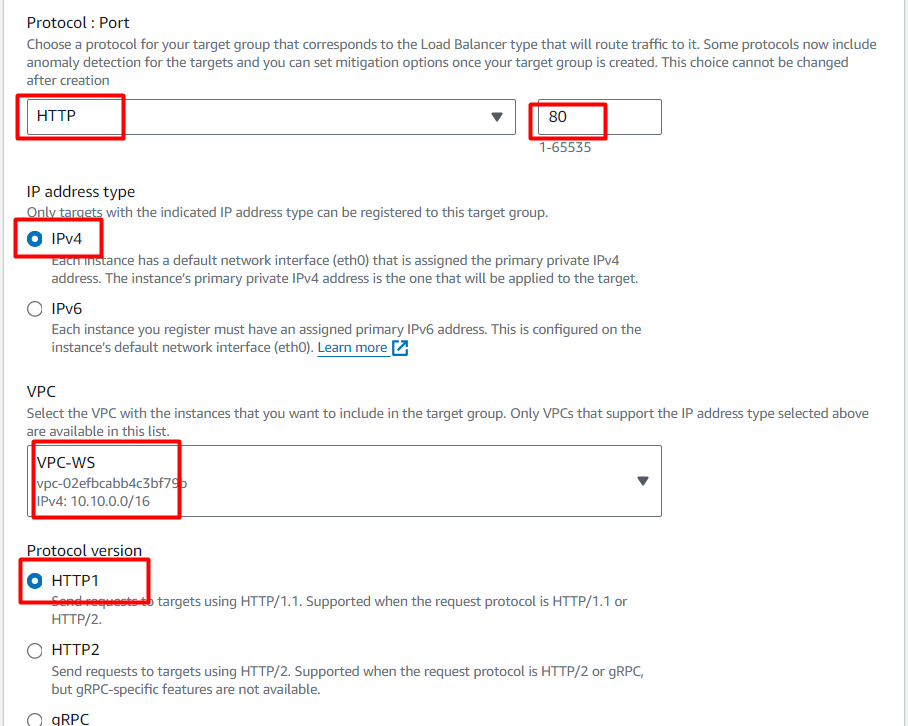 Protocol : Port
Choose a protocol for your target group that corresponds to the Load Balancer type that will route traffic to it. Some protocols now include
anomaly detection for the targets and you can set mitigation options once your target group is created. This choice cannot be changed
after creation
HTTP
80
1-65535
IP address type
Only targets with the indicated IP address type can be registered to this target group.
IPv4
Each instance has a default network interface (eth0) that is assigned the primary private IPv4
address. The instance's primary private IPv4 address is the one that will be applied to the target.
IPv6
Each instance you register must have an assigned primary IPv6 address. This is configured on the
instance's default network interface (eth0). Learn more
VPC
Select the VPC with the instances that you want to include in the target group. Only VPCs that support the IP address type selected above
are available in this list.
VPC-WS
vpc-02efbcabb4c3bf79b
IPv4: 10.10.0.0/16
Protocol version
HTTP1
Send requests to targets using HTTP/1.1. Supported when the request protocol is HTTP/1.1 or
HTTP/2.
HTTP2
Send requests to targets using HTTP/2. Supported when the request protocol is HTTP/2 or gRPC,
but gRPC-specific features are not available.
gRPC